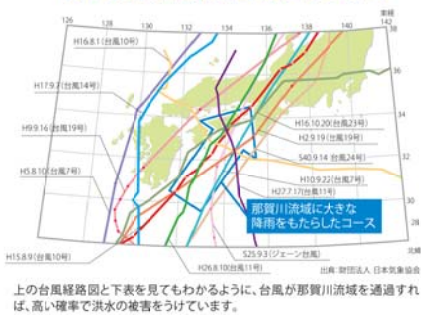 東経
126 128 130 132 134 136 138 140 142
38
H16.8.1(台風10号)
36
H17.9.7(台風14号)
34
H16.10.20(台風23号)
H9.9.16(台風19号)
H2.9.19(台風19号)
S40.9.14 台風24号)
32
H5.8.10(台風7号)
H10.9.22(台風7号)
H27.7.17(台風11号)
30
那賀川流域に大きな
降雨をもたらしたコース
28
北緯
H15.8.9(台風10号)
S25.9.3(ジェーン台風)
H26.8.10(台風11号)
出典:財団法人 日本気象協会
上の台風経路図と下表を見てもわかるように、台風が那賀川流域を通過すれ
ば、高い確率で洪水の被害をうけています。